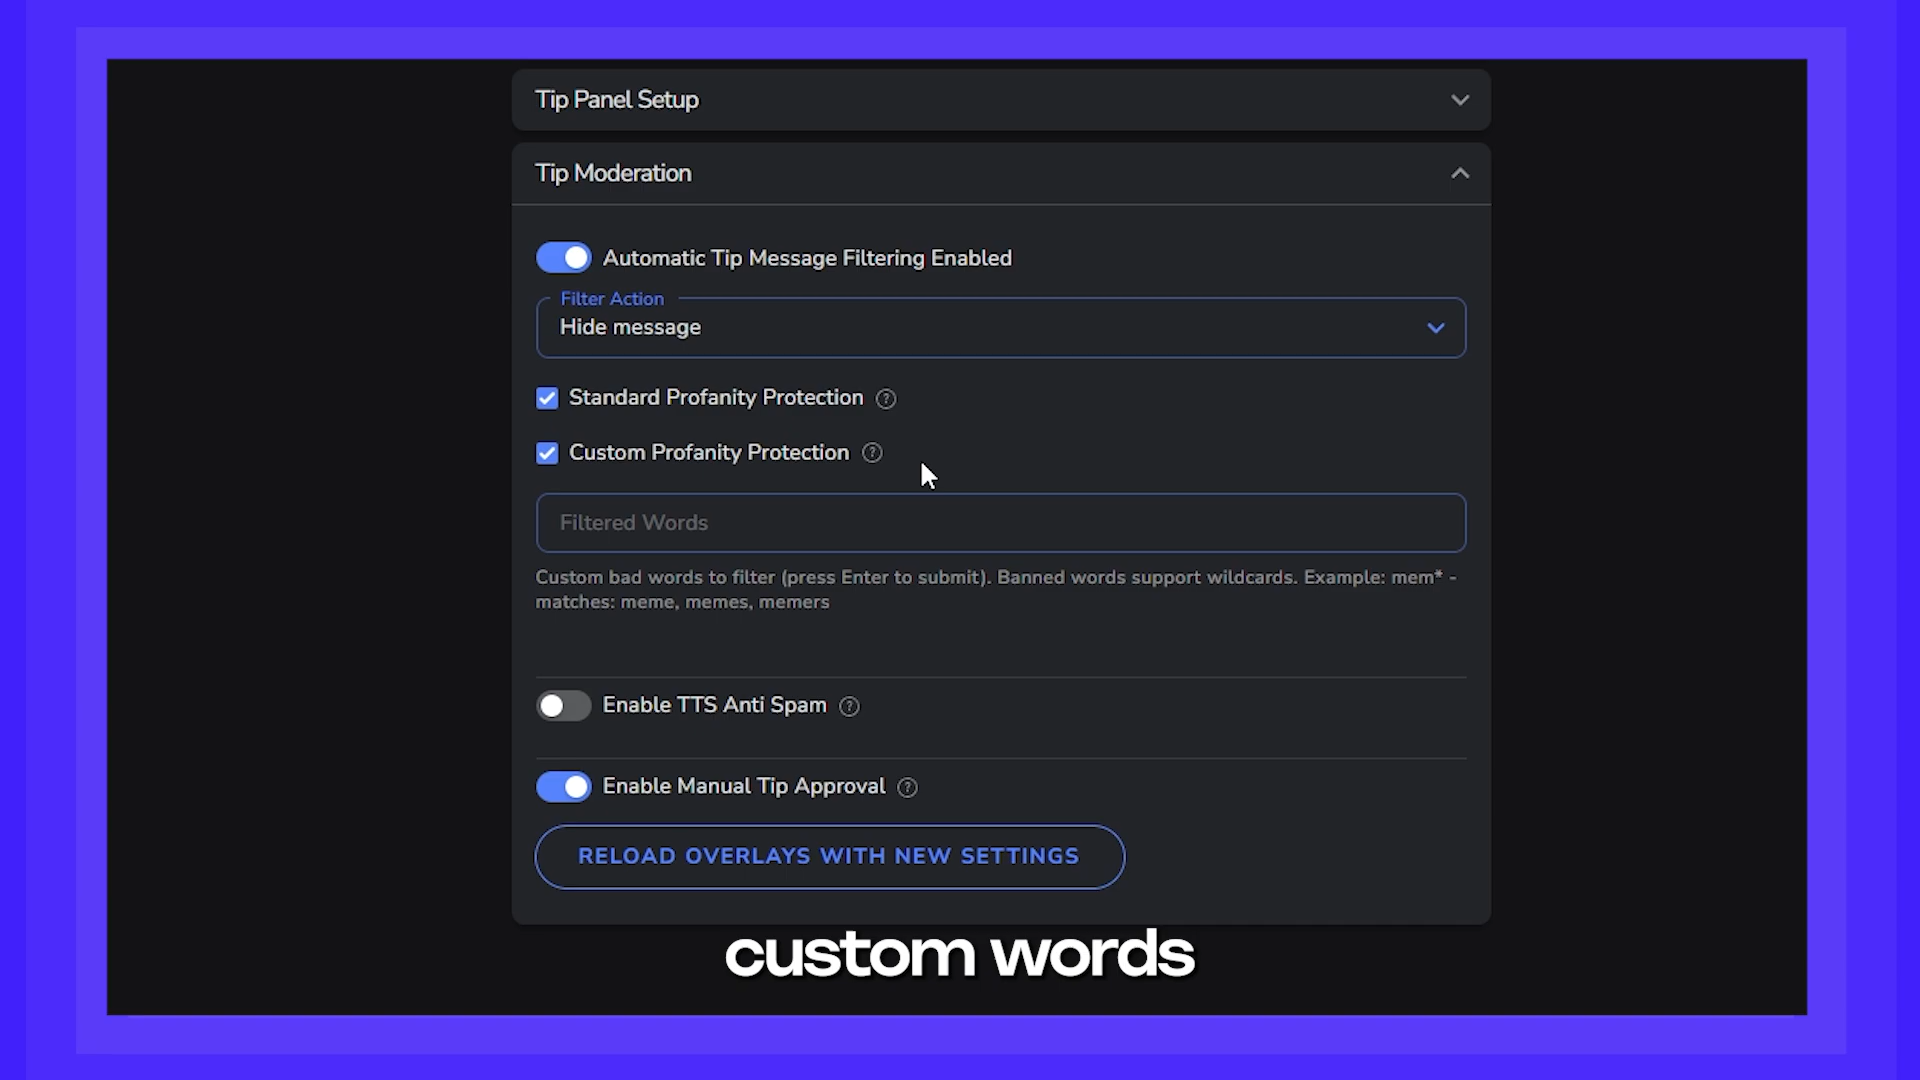 Tip Panel Setup
Tip Moderation
Automatic Tip Message Filtering Enabled
Filter Action
Hide message
Standard Profanity Protection ?
Custom Profanity Protection ?
Filtered Words
Custom bad words to filter (press Enter to submit). Banned words support wildcards. Example: mem* -
matches: meme, memes, memers
Enable TTS Anti Spam ?
Enable Manual Tip Approval ?
RELOAD OVERLAYS WITH NEW SETTINGS
custom words